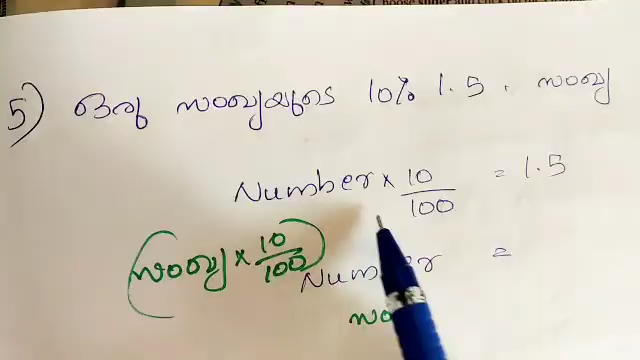 5) ഒരു സംഖ്യയുടെ 10% 1.5 . സംഖ്യ
Number × 10/100 = 1.5
(സംഖ്യ × 10/100)
Number =